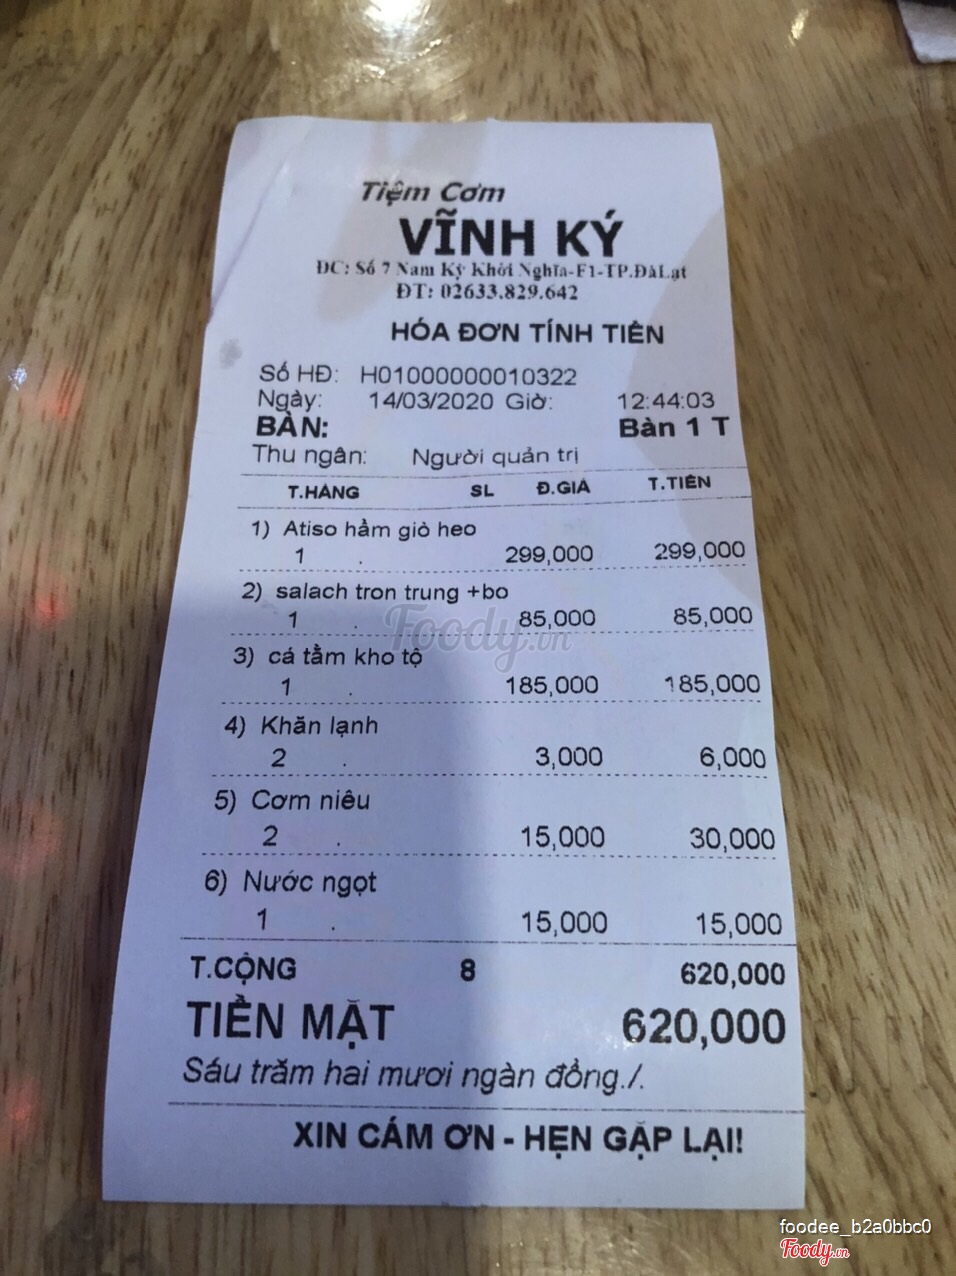 Tiệm Cơm
VĨNH KÝ
ĐC: Số 7 Nam Kỳ Khởi Nghĩa-F1-TP.ĐàLạt
ĐT: 02633.829.642
HÓA ĐƠN TÍNH TIỀN
Số HĐ: H01000000010322
Ngày: 14/03/2020 Giờ: 12:44:03
BÀN: Bàn 1 T
Thu ngân: Người quản trị
T.HÀNG SL Đ.GIÁ T.TIỀN
1) Atiso hầm giò heo
1 . 299,000 299,000
2) salach tron trung +bo
1 . 85,000 85,000
Foody.vn
3) cá tầm kho tộ
1 . 185,000 185,000
4) Khăn lạnh
2 . 3,000 6,000
5) Cơm niêu
2 . 15,000 30,000
6) Nước ngọt
1 . 15,000 15,000
T.CỘNG 8 620,000
TIỀN MẶT 620,000
Sáu trăm hai mươi ngàn đồng./.
XIN CÁM ƠN - HẸN GẶP LẠI!
foodee_b2a0bbc0
Foody.vn